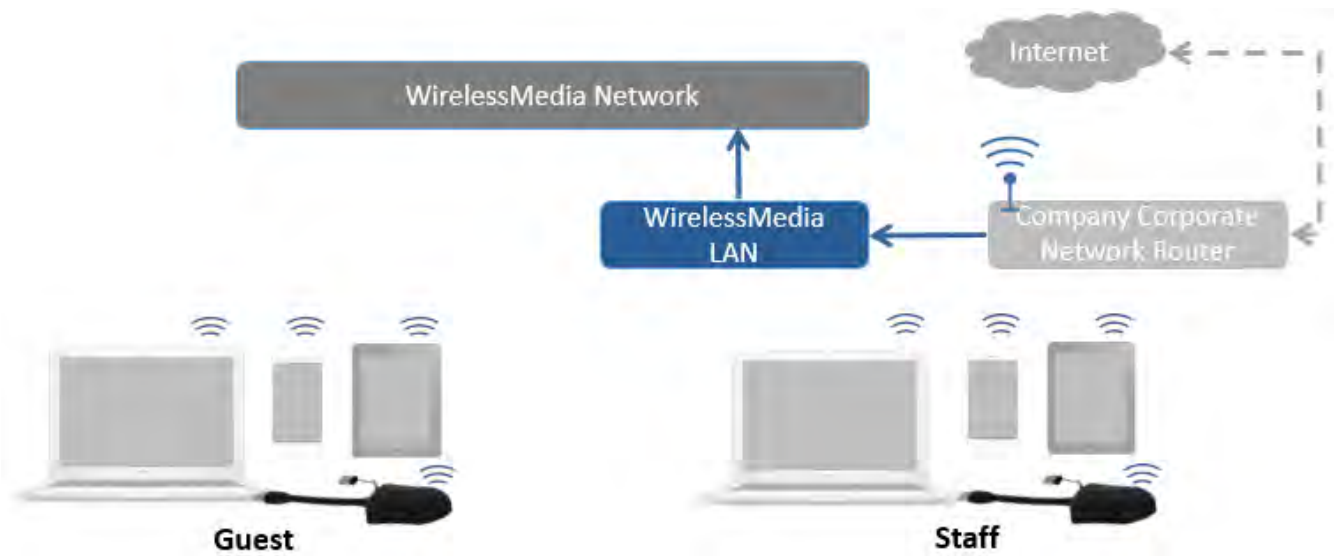 Internet
WirelessMedia Network
WirelessMedia
LAN
Company Corporate
Network Router
Guest
Staff